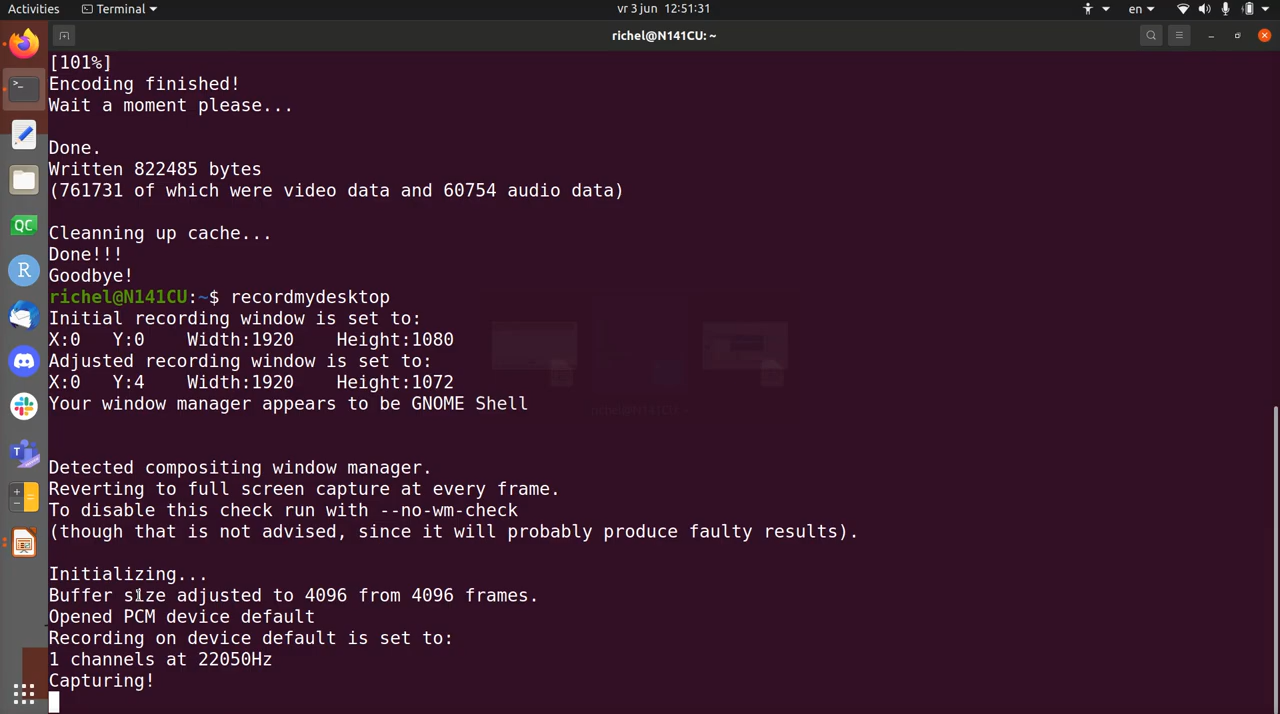 Activities Terminal vr 3 jun 12:51:31 en
richel@N141CU: ~
[101%]
Encoding finished!
Wait a moment please...
Done.
Written 822485 bytes
(761731 of which were video data and 60754 audio data)
Cleanning up cache...
Done!!!
Goodbye!
richel@N141CU:~$ recordmydesktop
Initial recording window is set to:
X:0 Y:0 Width:1920 Height:1080
Adjusted recording window is set to:
X:0 Y:4 Width:1920 Height:1072
Your window manager appears to be GNOME Shell
richel@N141CU: ~
Detected compositing window manager.
Reverting to full screen capture at every frame.
To disable this check run with --no-wm-check
(though that is not advised, since it will probably produce faulty results).
Initializing...
Buffer size adjusted to 4096 from 4096 frames.
Opened PCM device default
Recording on device default is set to:
1 channels at 22050Hz
Capturing!
QC
R